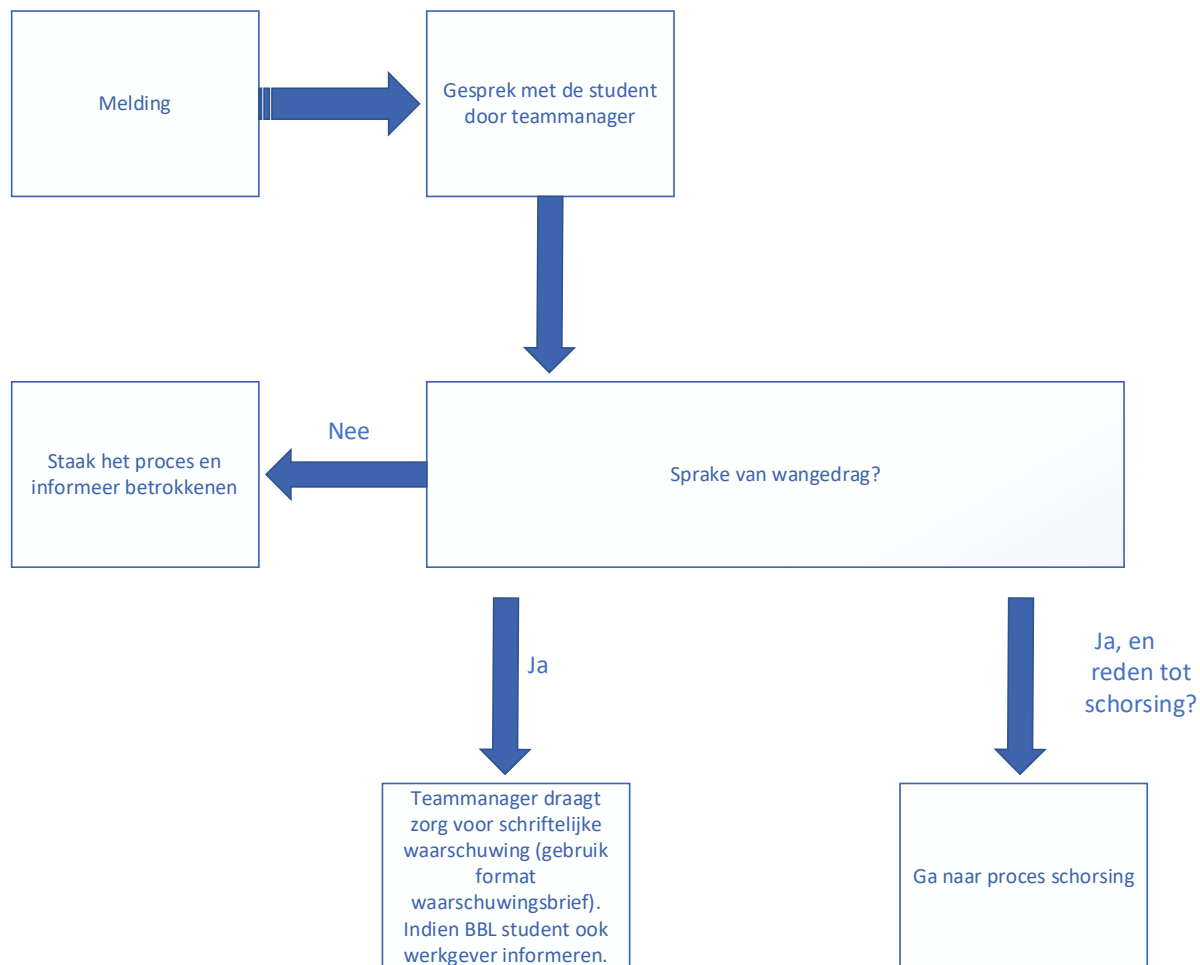 Melding
Gesprek met de student
door teammanager
Nee
Staak het proces en
informeer betrokkenen
Sprake van wangedrag?
Ja
Ja, en
reden tot
schorsing?
Teammanager draagt
zorg voor schriftelijke
waarschuwing (gebruik
format
waarschuwingsbrief).
Indien BBL student ook
werkgever informeren.
Ga naar proces schorsing